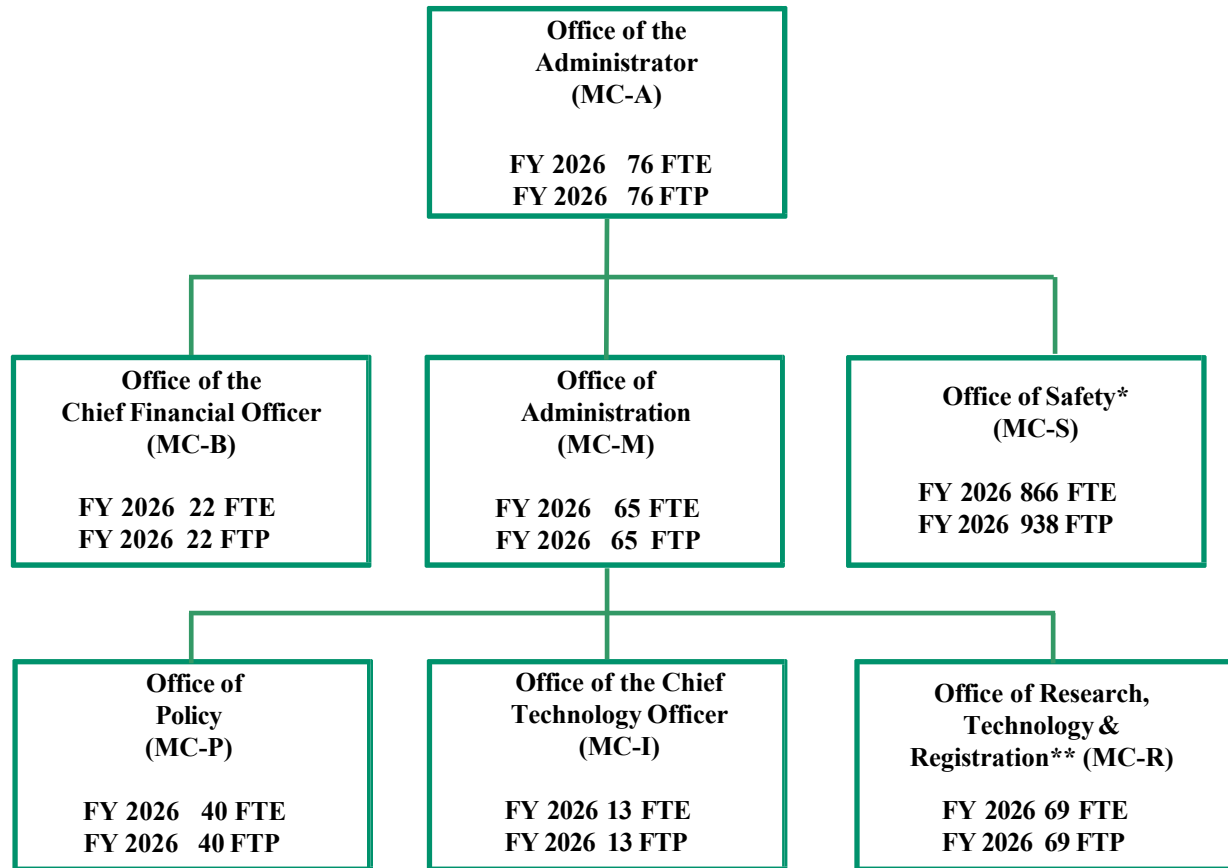 Office of the
Administrator
(MC-A)
FY 2026 76 FTE
FY 2026 76 FTP
Office of the
Chief Financial Officer
(MC-B)
FY 2026 22 FTE
FY 2026 22 FTP
Office of
Administration
(MC-M)
FY 2026 65 FTE
FY 2026 65 FTP
Office of Safety*
(MC-S)
FY 2026 866 FTE
FY 2026 938 FTP
Office of
Policy
(MC-P)
FY 2026 40 FTE
FY 2026 40 FTP
Office of the Chief
Technology Officer
(MC-I)
FY 2026 13 FTE
FY 2026 13 FTP
Office of Research,
Technology &
Registration** (MC-R)
FY 2026 69 FTE
FY 2026 69 FTP